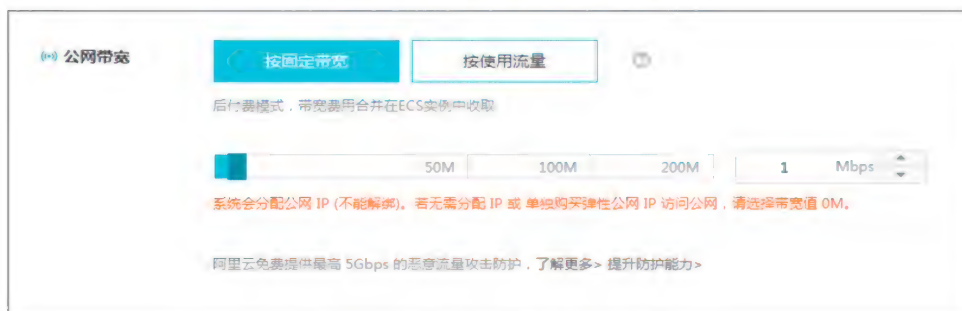 公网带宽
按固定带宽 按使用流量
后付费模式，带宽费用合并在ECS实例中收取
50M 100M 200M 1 Mbps
系统会分配公网 IP (不能解绑)。若无需分配 IP 或 单独购买弹性公网 IP 访问公网，请选择带宽值 0M。
阿里云免费提供最高 5Gbps 的恶意流量攻击防护，了解更多> 提升防护能力>